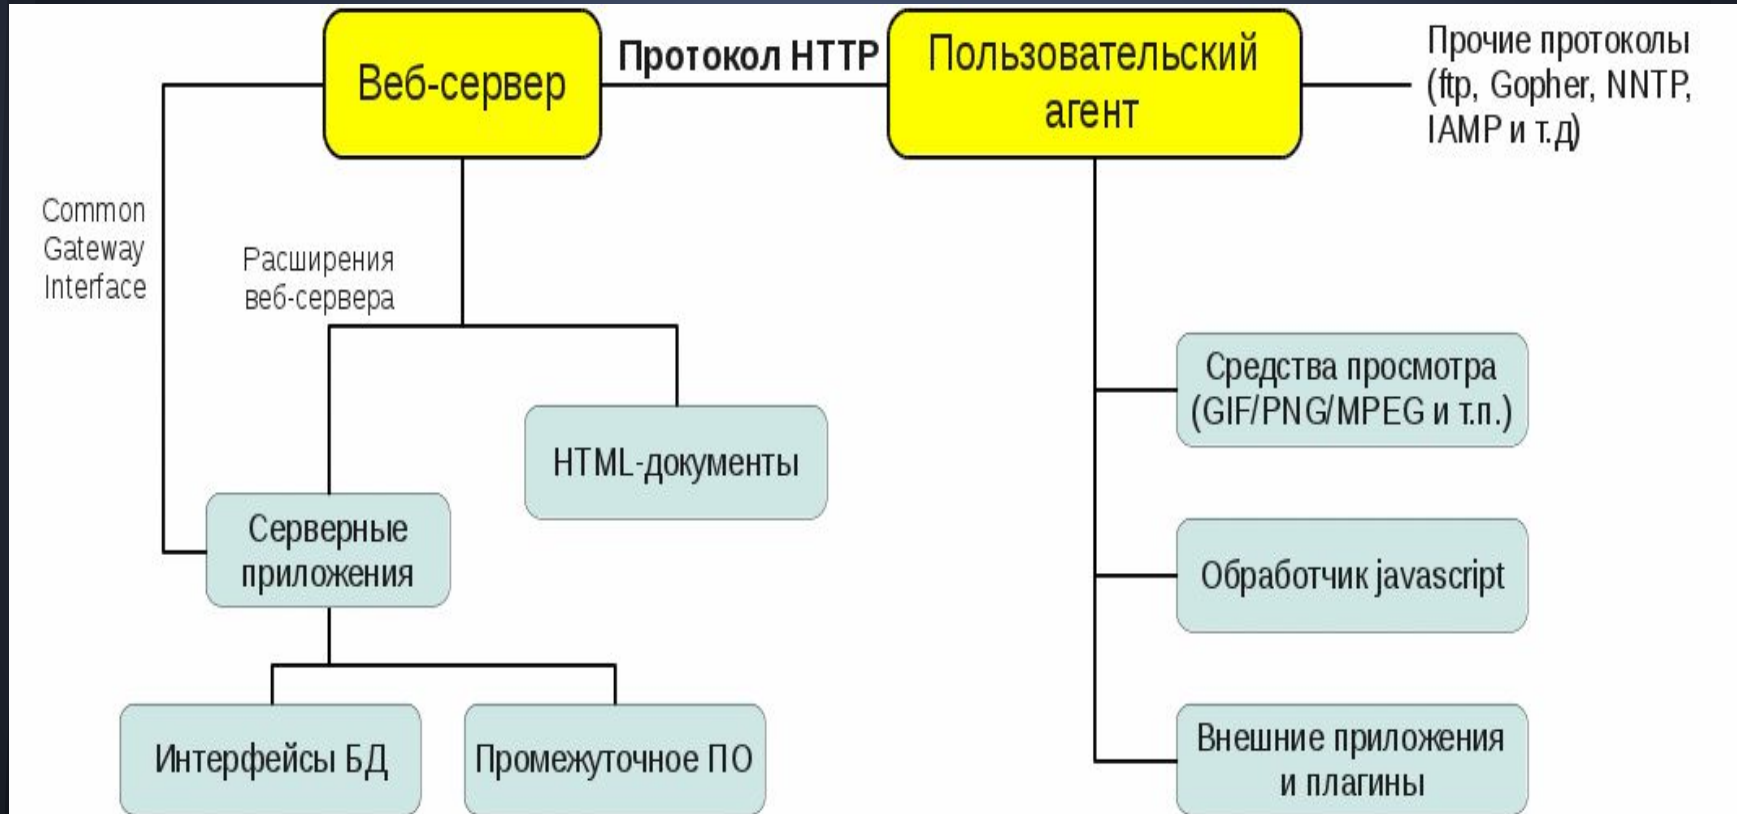 Веб-сервер
Протокол HTTP
Пользовательский
агент
Прочие протоколы
(ftp, Gopher, NNTP,
IAMP и т.д)
Common
Gateway
Interface
Расширения
веб-сервера
Средства просмотра
(GIF/PNG/MPEG и т.п.)
HTML-документы
Серверные
приложения
Обработчик javascript
Интерфейсы БД
Промежуточное ПО
Внешние приложения
и плагины